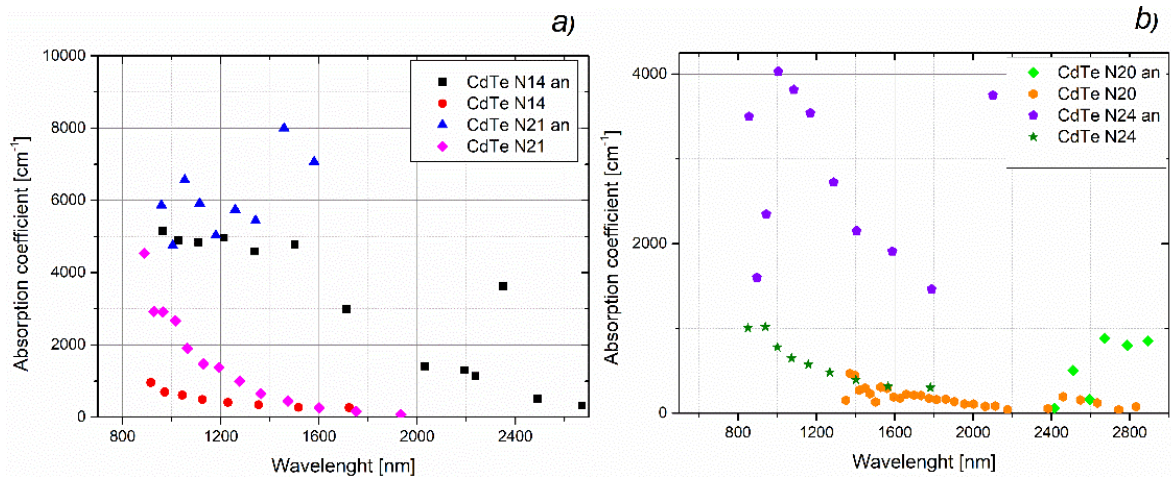 a)
10000
8000
6000
4000
2000
0
Absorption coefficient [cm⁻¹]
CdTe N14 an
CdTe N14
CdTe N21 an
CdTe N21
800 1200 1600 2000 2400
Wavelenght [nm]
b)
4000
2000
0
Absorption coefficient [cm⁻¹]
CdTe N20 an
CdTe N20
CdTe N24 an
CdTe N24
800 1200 1600 2000 2400 2800
Wavelenght [nm]